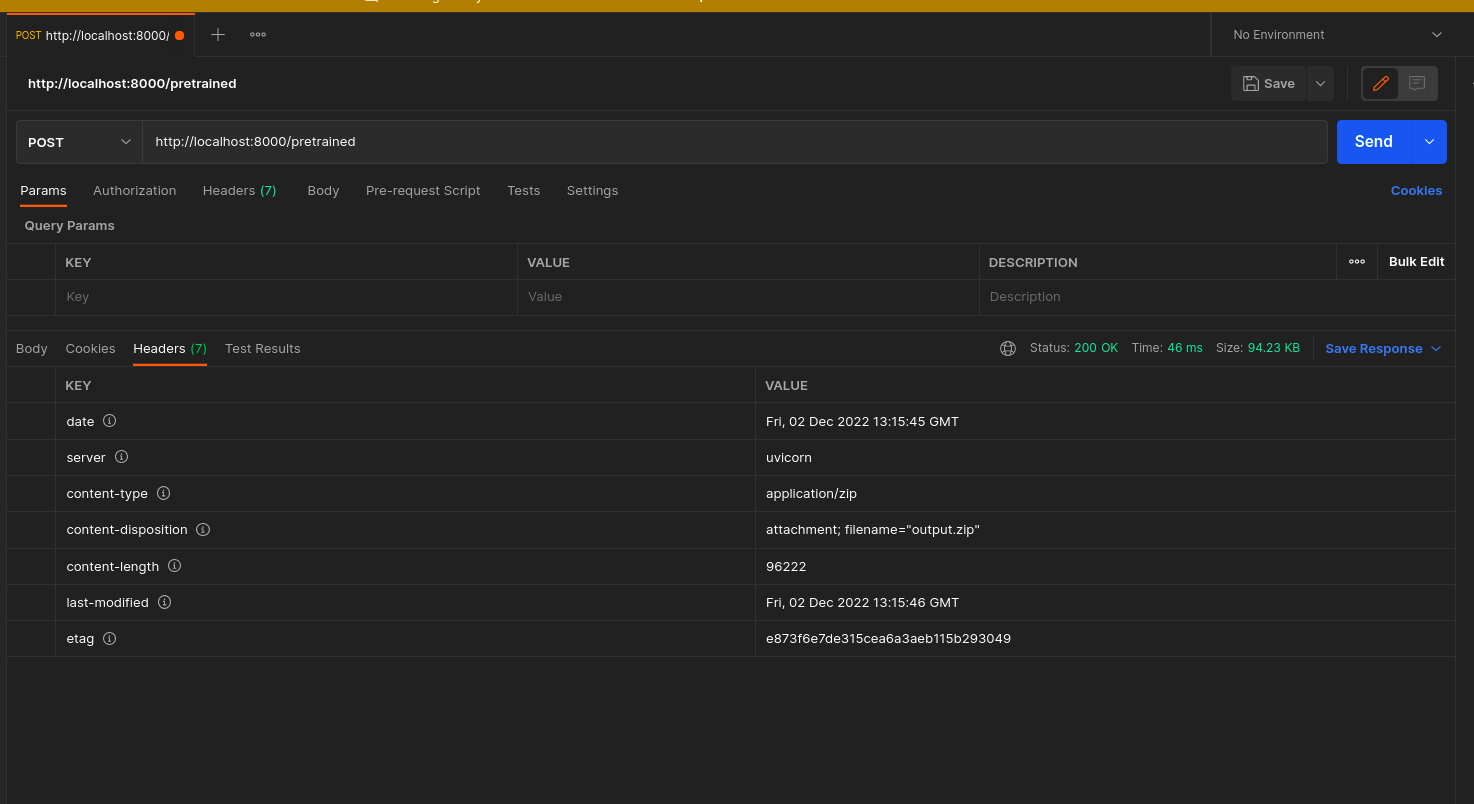 POST http://localhost:8000/
No Environment
http://localhost:8000/pretrained
Save
POST http://localhost:8000/pretrained Send
Params Authorization Headers (7) Body Pre-request Script Tests Settings Cookies
Query Params
KEY VALUE DESCRIPTION Bulk Edit
Key Value Description
Body Cookies Headers (7) Test Results Status: 200 OK Time: 46 ms Size: 94.23 KB Save Response
KEY VALUE
date Fri, 02 Dec 2022 13:15:45 GMT
server uvicorn
content-type application/zip
content-disposition attachment; filename="output.zip"
content-length 96222
last-modified Fri, 02 Dec 2022 13:15:46 GMT
etag e873f6e7de315cea6a3aeb115b293049